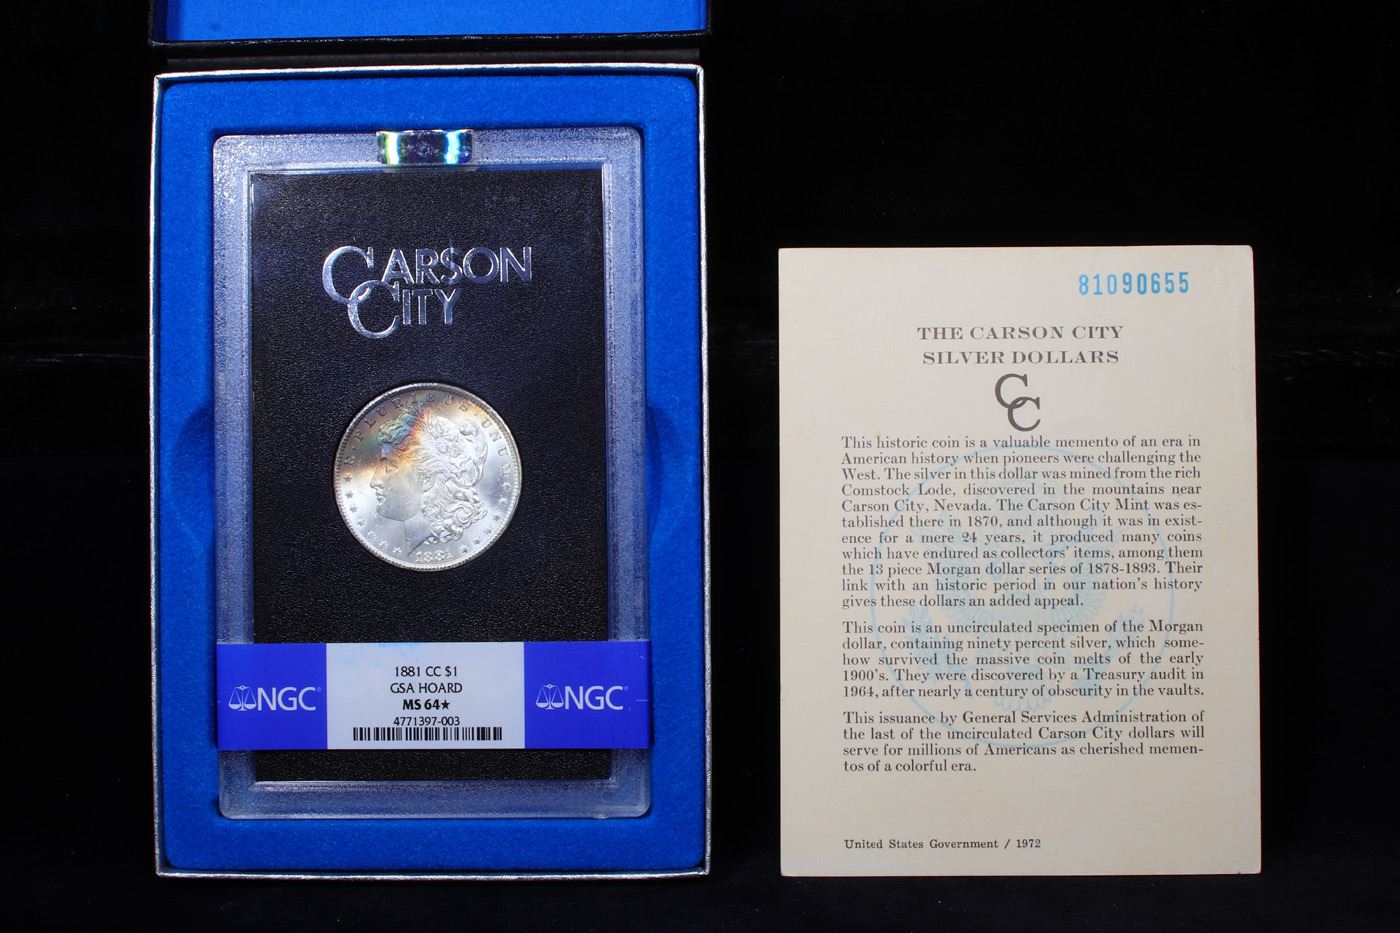 CARSON
CITY
E·PLURIBUS·UNUM
1881
NGC
1881 CC $1
GSA HOARD
MS 64★
4771397-003
NGC
81090655
THE CARSON CITY
SILVER DOLLARS
CC
This historic coin is a valuable memento of an era in
American history when pioneers were challenging the
West. The silver in this dollar was mined from the rich
Comstock Lode, discovered in the mountains near
Carson City, Nevada. The Carson City Mint was es-
tablished there in 1870, and although it was in exist-
ence for a mere 24 years, it produced many coins
which have endured as collectors' items, among them
the 13 piece Morgan dollar series of 1878-1893. Their
link with an historic period in our nation's history
gives these dollars an added appeal.
This coin is an uncirculated specimen of the Morgan
dollar, containing ninety percent silver, which some-
how survived the massive coin melts of the early
1900's. They were discovered by a Treasury audit in
1964, after nearly a century of obscurity in the vaults.
This issuance by General Services Administration of
the last of the uncirculated Carson City dollars will
serve for millions of Americans as cherished memen-
tos of a colorful era.
United States Government / 1972